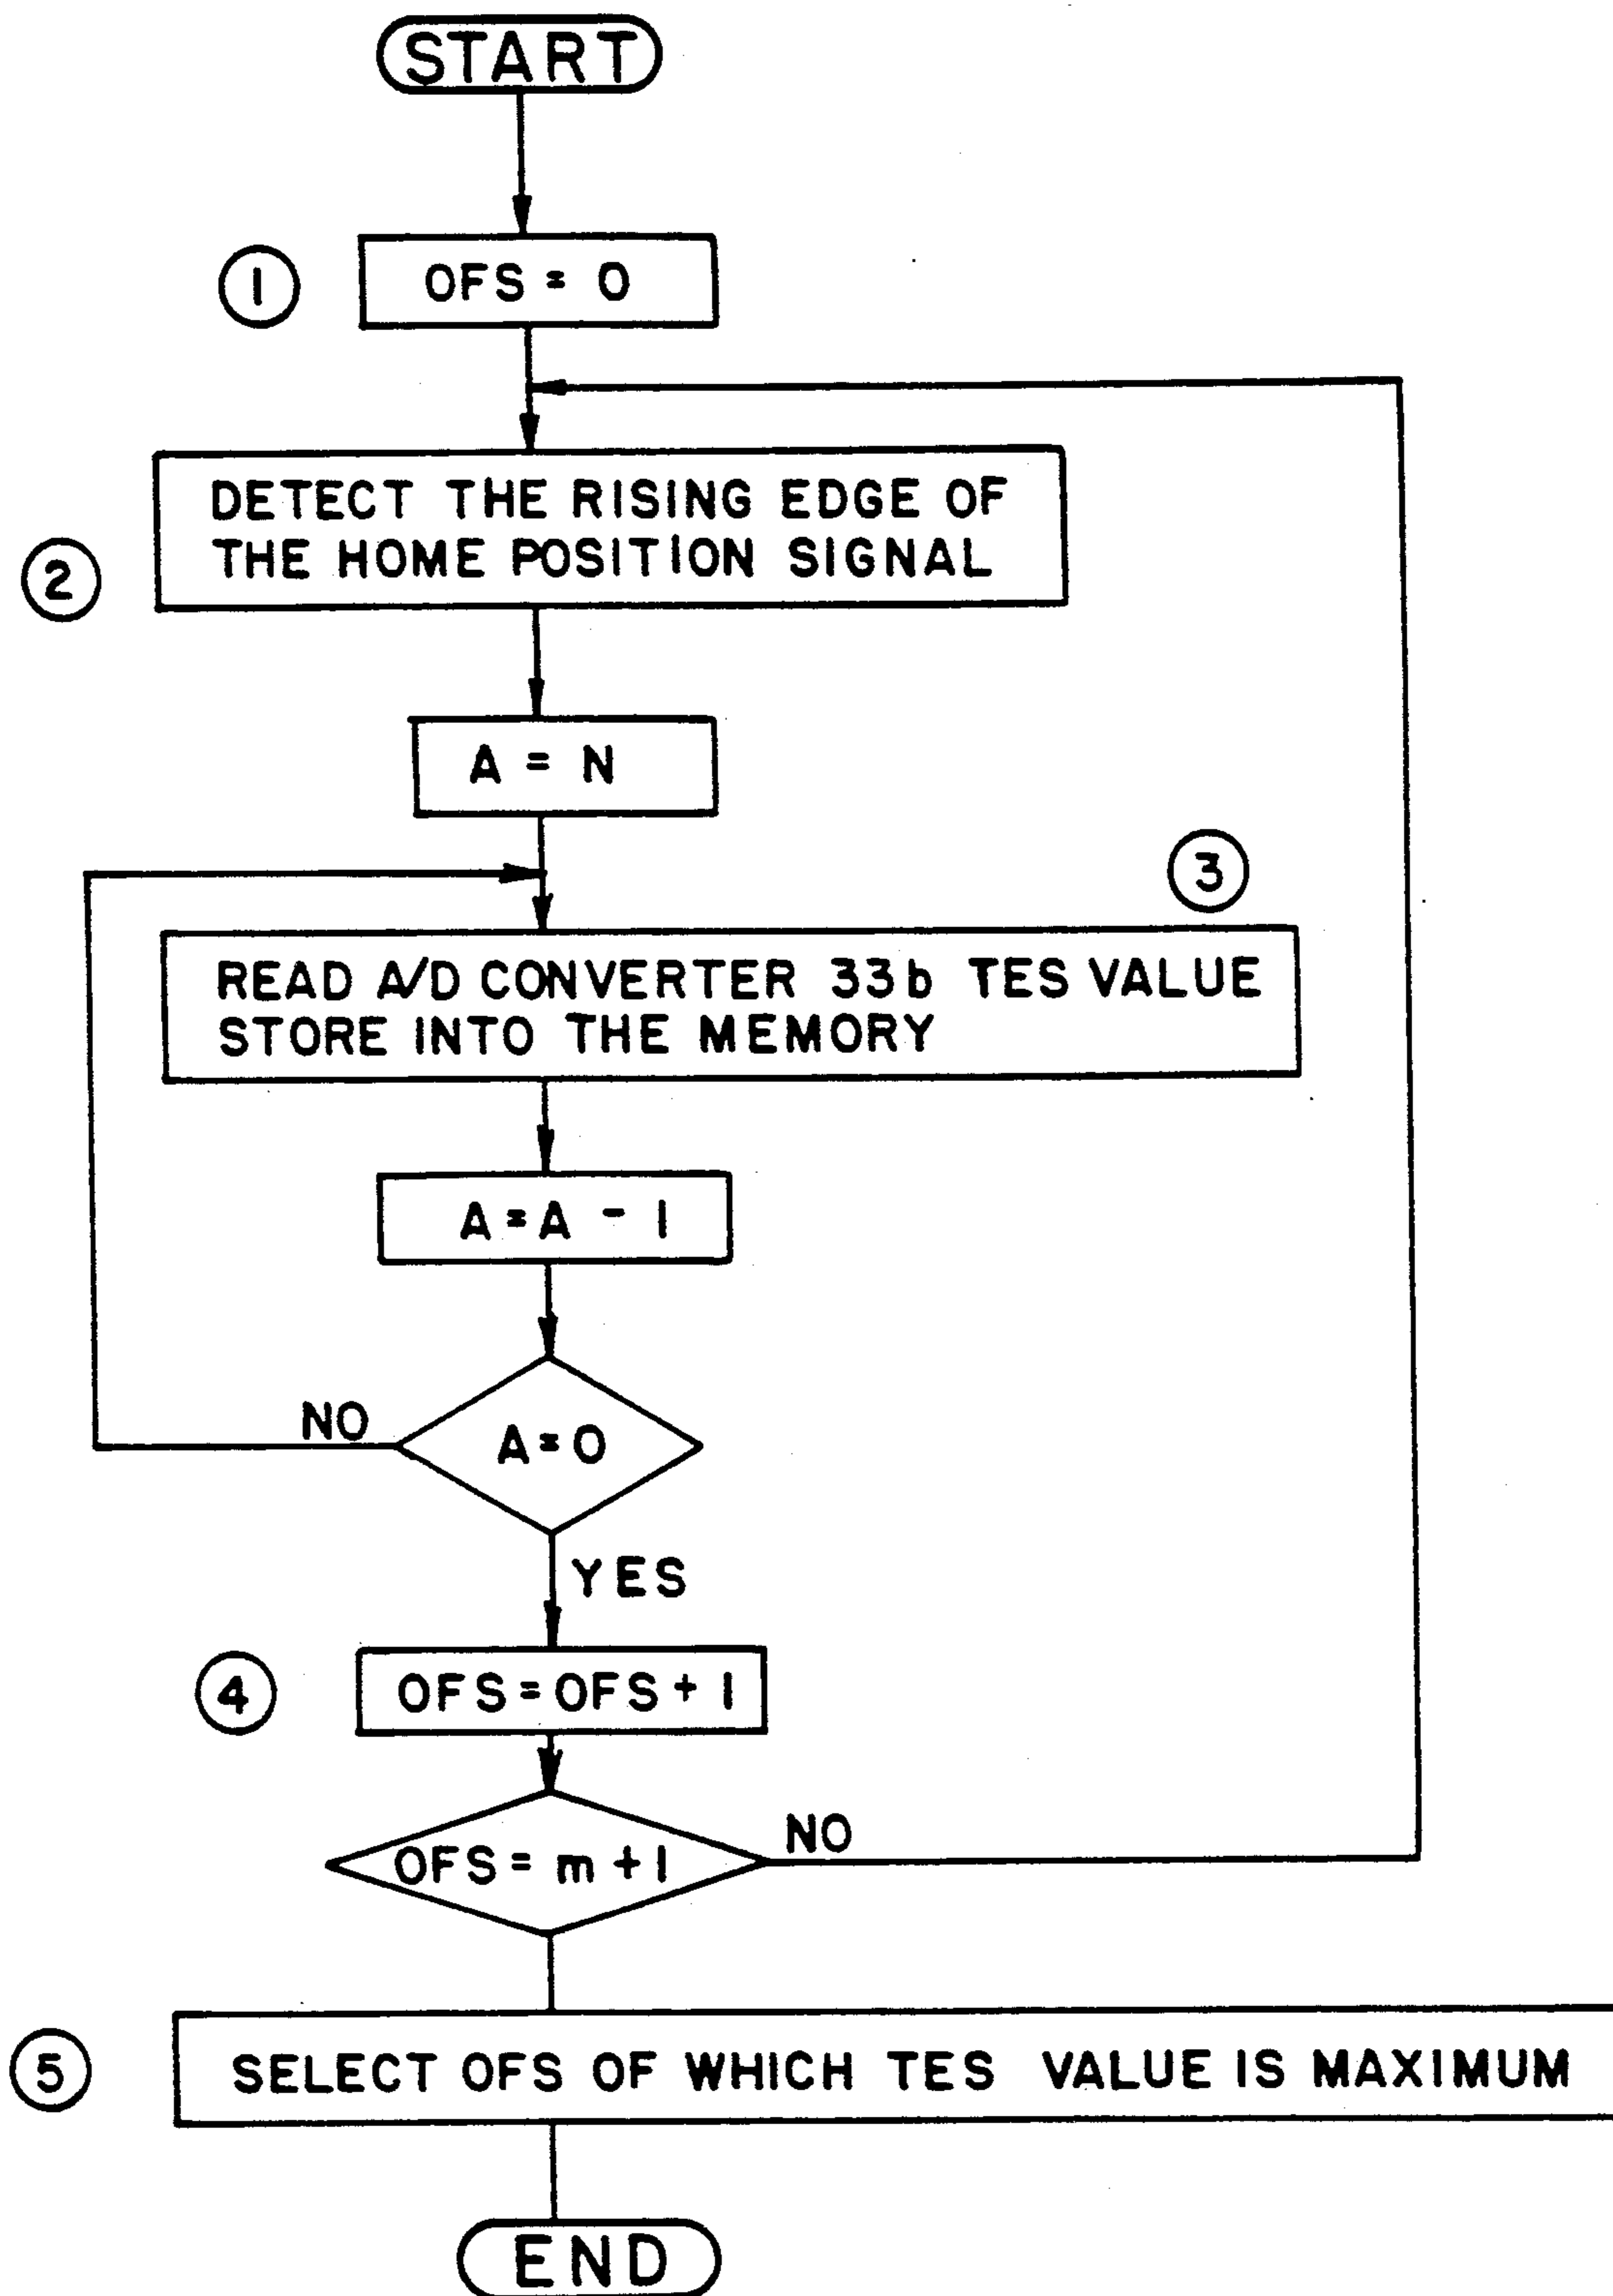 START
1
OFS = 0
DETECT THE RISING EDGE OF
THE HOME POSITION SIGNAL
2
A = N
3
READ A/D CONVERTER 33b TES VALUE
STORE INTO THE MEMORY
A = A - 1
NO
A = 0
YES
4
OFS = OFS + 1
NO
OFS = m + 1
5
SELECT OFS OF WHICH TES VALUE IS MAXIMUM
END